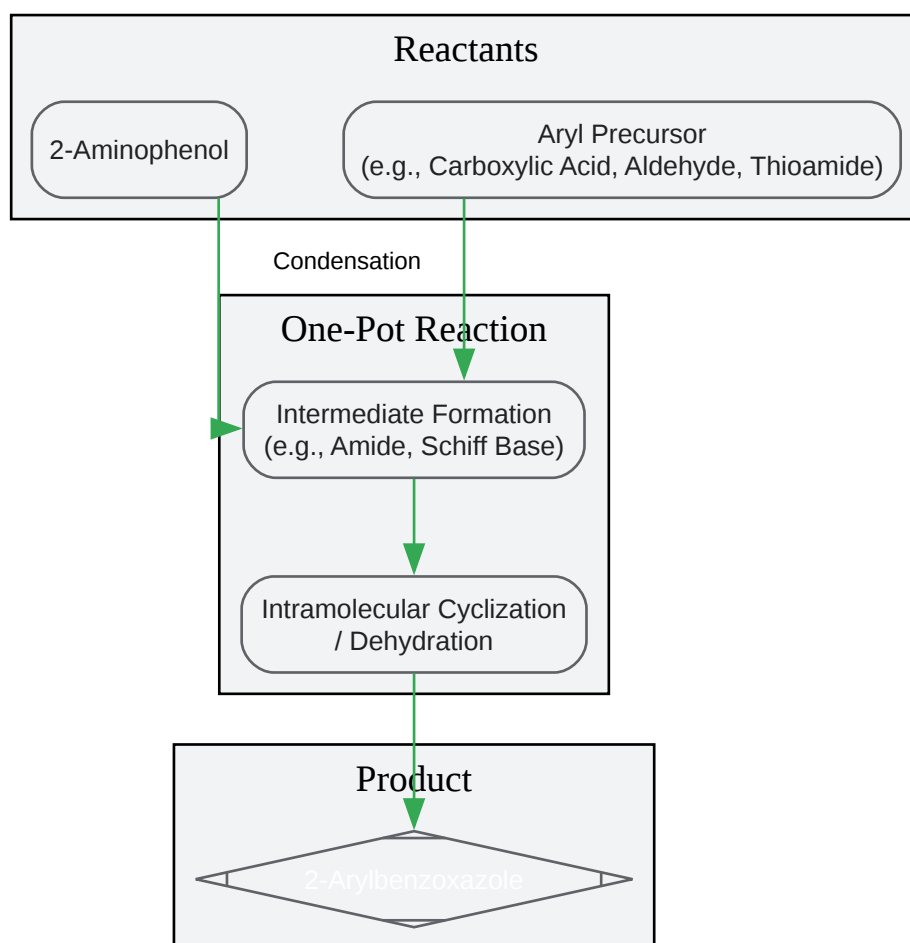 Reactants
2-Aminophenol
Aryl Precursor
(e.g., Carboxylic Acid, Aldehyde, Thioamide)
Condensation
One-Pot Reaction
Intermediate Formation
(e.g., Amide, Schiff Base)
Intramolecular Cyclization
/ Dehydration
Product
2-Arylbenzoxazole